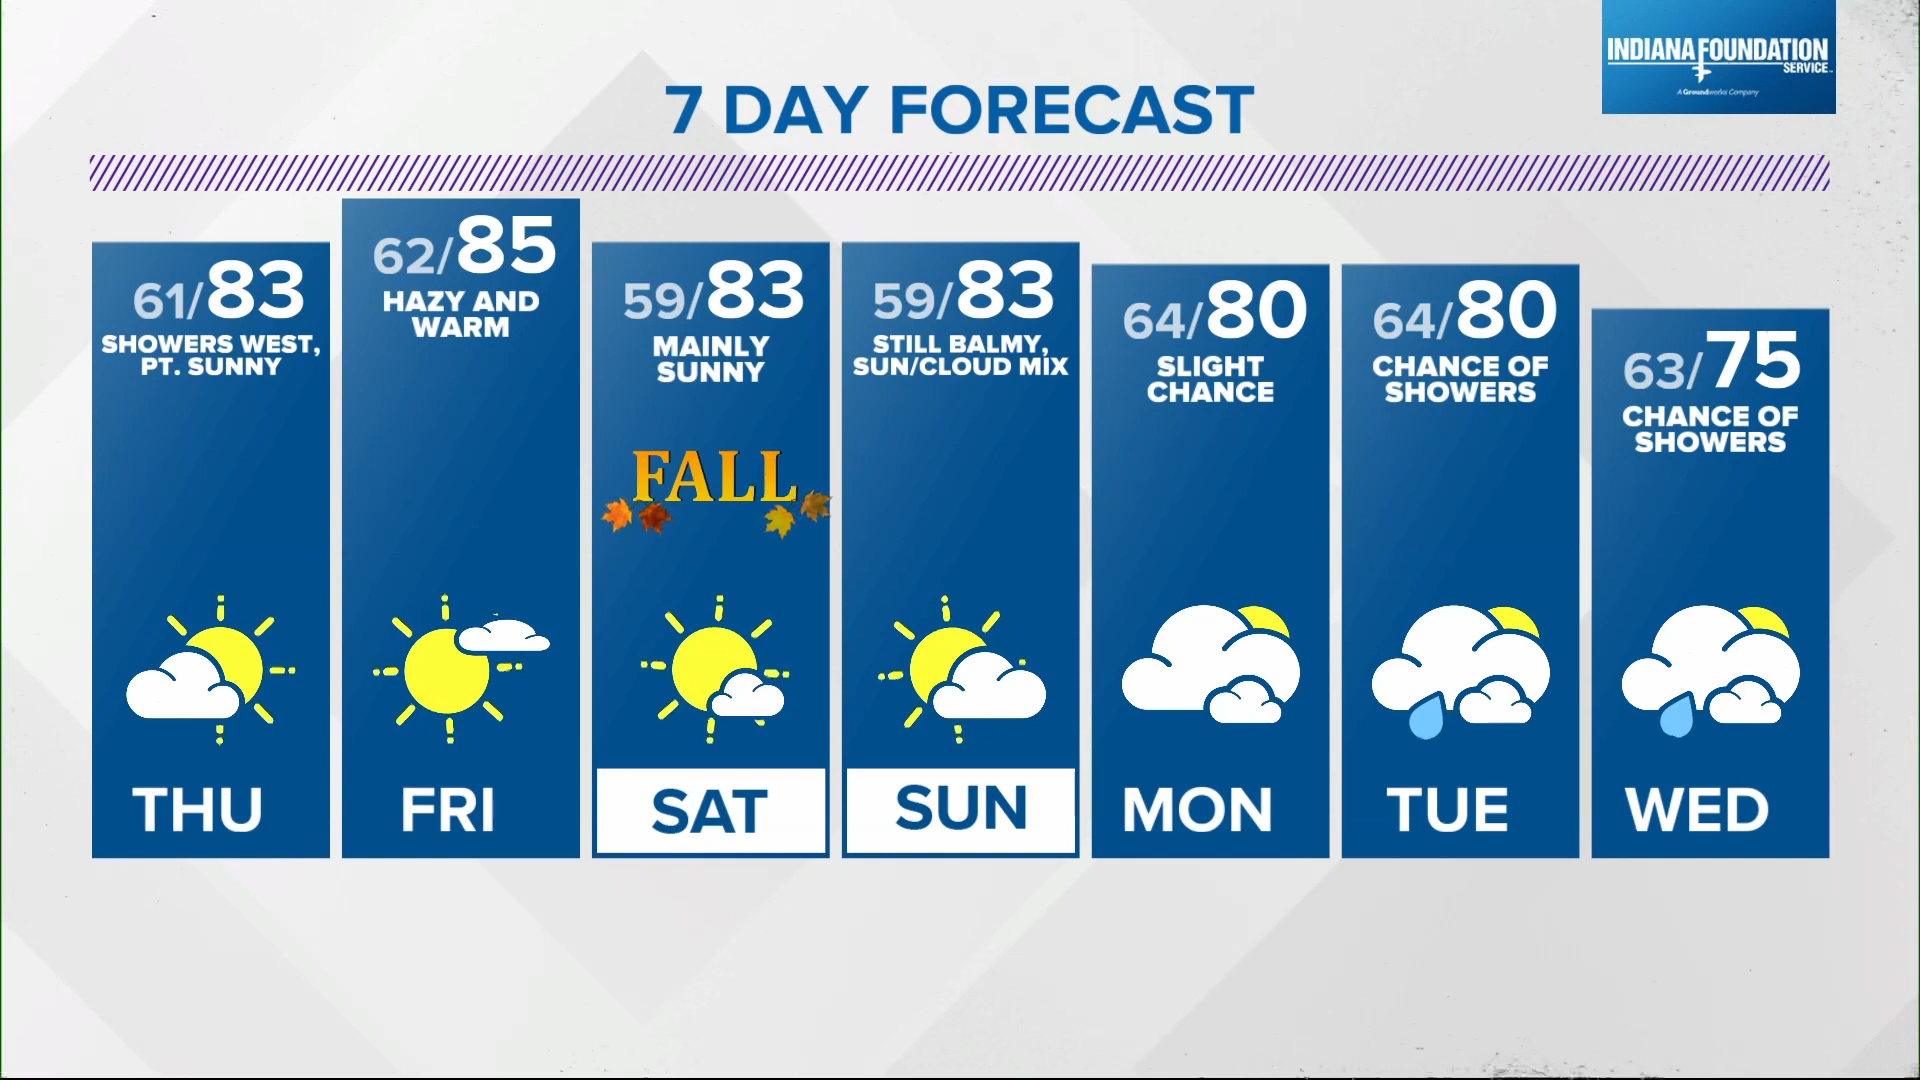 INDIANA FOUNDATION
SERVICE
A Groundworks Company
7 DAY FORECAST
61/83
SHOWERS WEST,
PT. SUNNY
THU
62/85
HAZY AND
WARM
FRI
59/83
MAINLY
SUNNY
FALL
SAT
59/83
STILL BALMY,
SUN/CLOUD MIX
SUN
64/80
SLIGHT
CHANCE
MON
64/80
CHANCE OF
SHOWERS
TUE
63/75
CHANCE OF
SHOWERS
WED